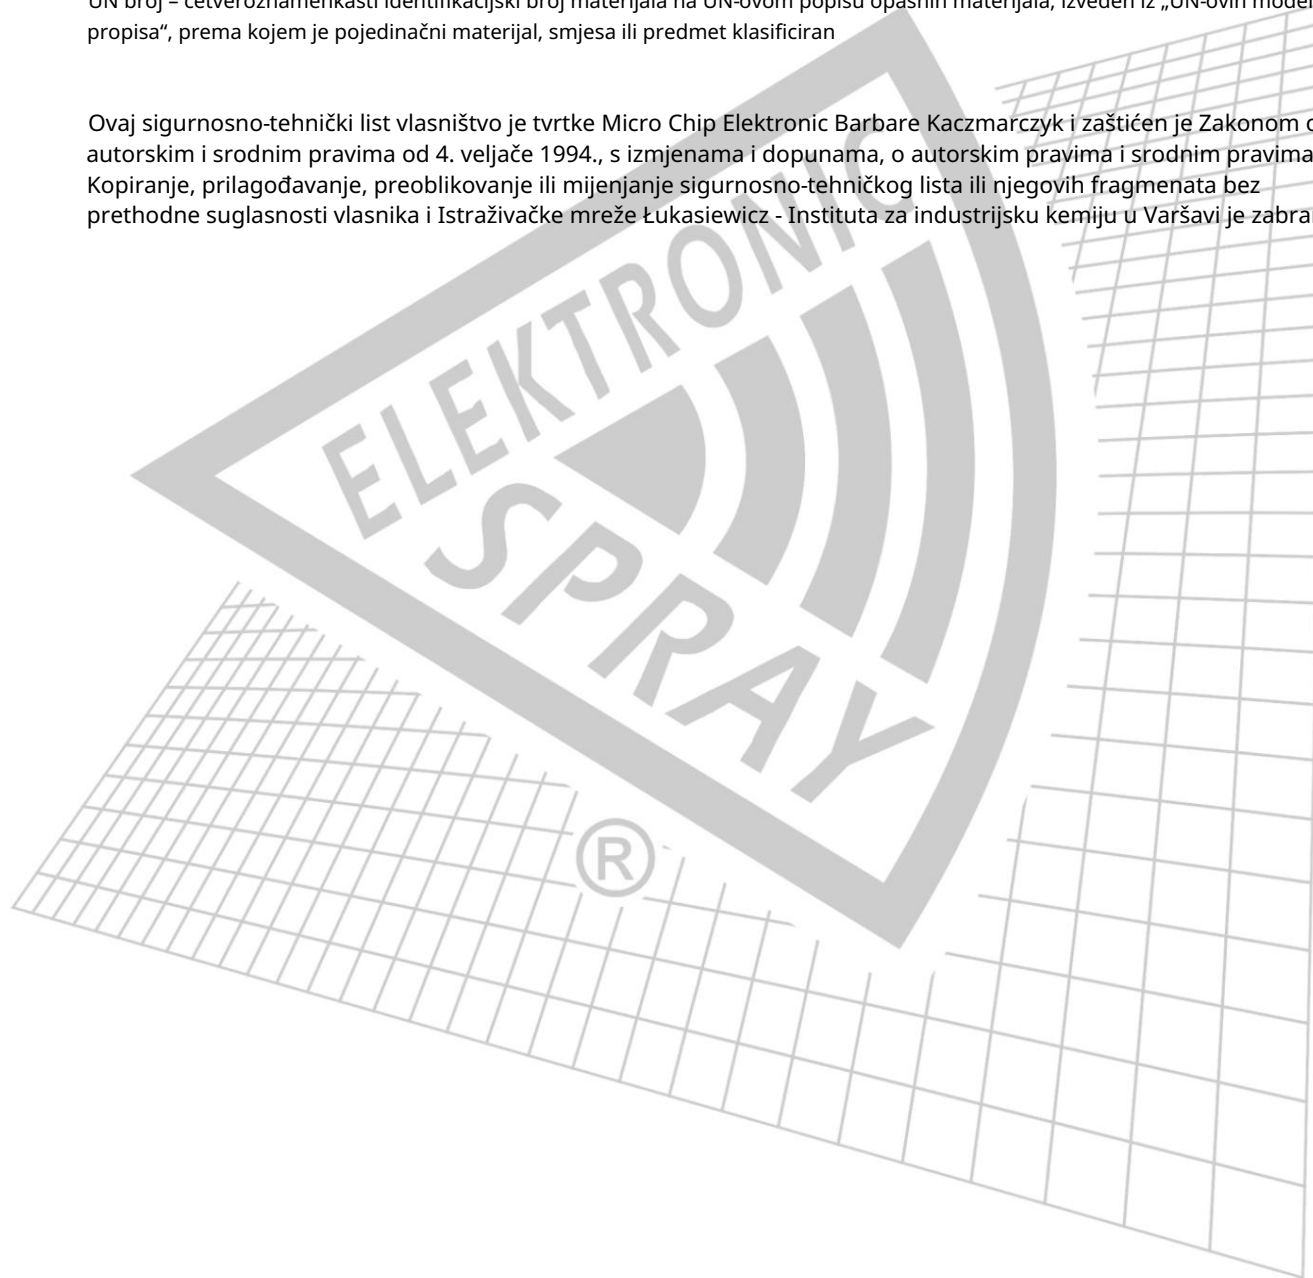 UN broj – četveroznamenkasti identifikacijski broj materijala na UN-ovom popisu opasnih materijala, izveden iz „UN-ovih model
propisa“, prema kojem je pojedinačni materijal, smjesa ili predmet klasificiran
Ovaj sigurnosno-tehnički list vlasništvo je tvrtke Micro Chip Elektronic Barbare Kaczmarczyk i zaštićen je Zakonom o
autorskim i srodnim pravima od 4. veljače 1994., s izmjenama i dopunama, o autorskim pravima i srodnim pravima
Kopiranje, prilagođavanje, preoblikovanje ili mijenjanje sigurnosno-tehničkog lista ili njegovih fragmenata bez
prethodne suglasnosti vlasnika i Istraživačke mreže Łukasiewicz - Instituta za industrijsku kemiju u Varšavi je
ELEKTRONIC
SPRAY
®